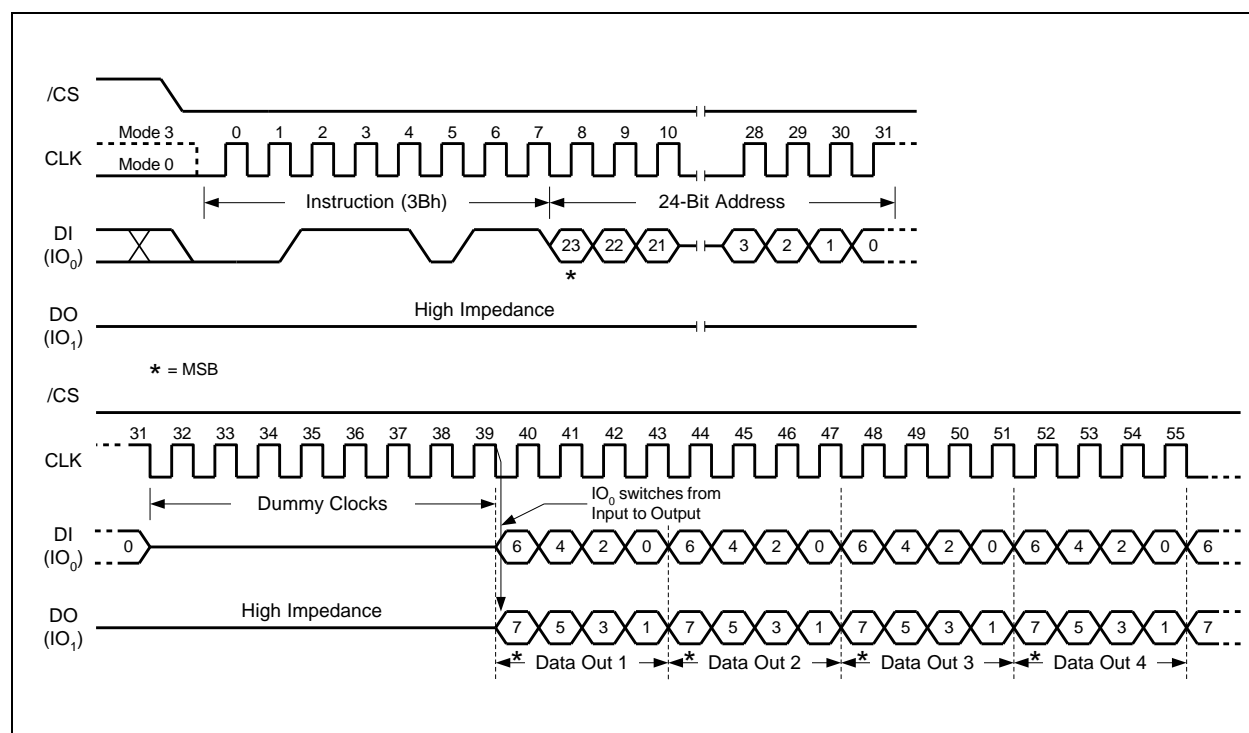 /CS
Mode 3
0 1 2 3 4 5 6 7 8 9 10 28 29 30 31
CLK
Mode 0
Instruction (3Bh)
24-Bit Address
DI
(IO0)
23 22 21 3 2 1 0
*
DO
(IO1)
High Impedance
* = MSB
/CS
31 32 33 34 35 36 37 38 39 40 41 42 43 44 45 46 47 48 49 50 51 52 53 54 55
CLK
Dummy Clocks
IO0 switches from
Input to Output
DI
(IO0)
0 6 4 2 0 6 4 2 0 6 4 2 0 6 4 2 0 6
DO
(IO1)
High Impedance
7 5 3 1 7 5 3 1 7 5 3 1 7 5 3 1 7
* Data Out 1 * Data Out 2 * Data Out 3 * Data Out 4